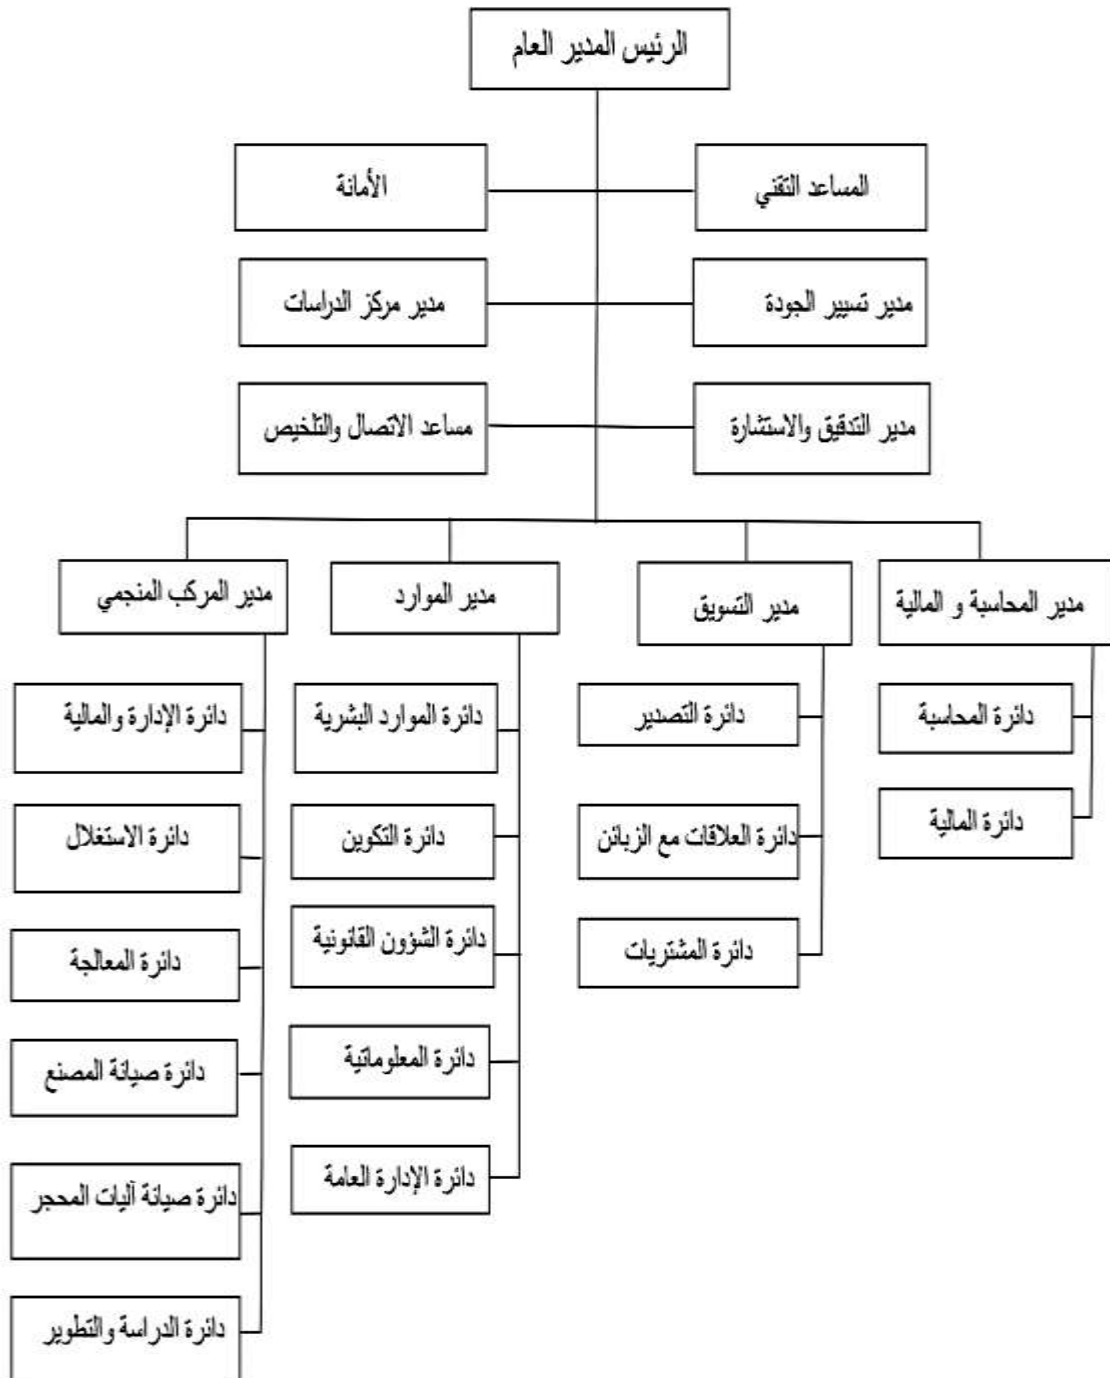 الرئيس المدير العام
المساعد التقني
الأمانة
مدير تسيير الجودة
مدير مركز الدراسات
مدير التدقيق والاستشارة
مساعد الاتصال والتلخيص
مدير المحاسبة و المالية
مدير التسويق
مدير الموارد
مدير المركب المنجمي
دائرة المحاسبة
دائرة المالية
دائرة التصدير
دائرة العلاقات مع الزبائن
دائرة المشتريات
دائرة الموارد البشرية
دائرة التكوين
دائرة الشؤون القانونية
دائرة المعلوماتية
دائرة الإدارة العامة
دائرة الإدارة والمالية
دائرة الاستغلال
دائرة المعالجة
دائرة صيانة المصنع
دائرة صيانة آليات المحجر
دائرة الدراسة والتطوير